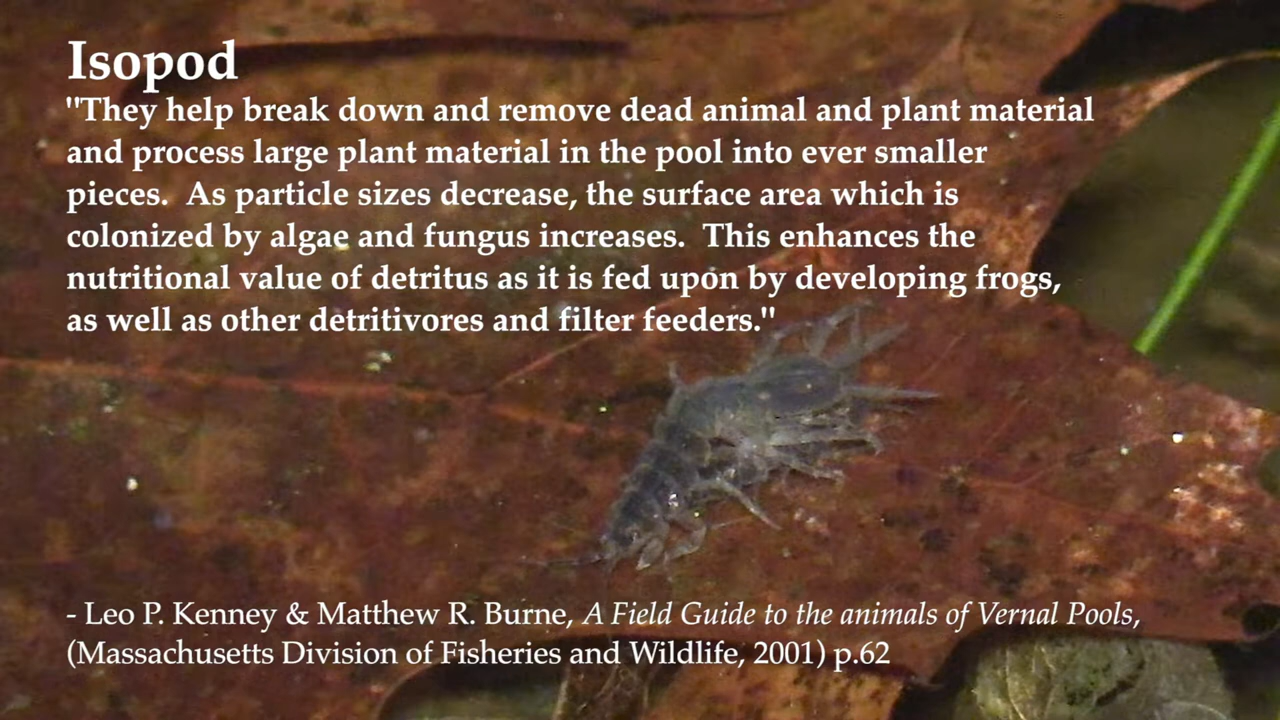 Isopod
"They help break down and remove dead animal and plant material
and process large plant material in the pool into ever smaller
pieces.  As particle sizes decrease, the surface area which is
colonized by algae and fungus increases.  This enhances the
nutritional value of detritus as it is fed upon by developing frogs,
as well as other detritivores and filter feeders."
- Leo P. Kenney & Matthew R. Burne, A Field Guide to the animals of Vernal Pools,
(Massachusetts Division of Fisheries and Wildlife, 2001) p.62